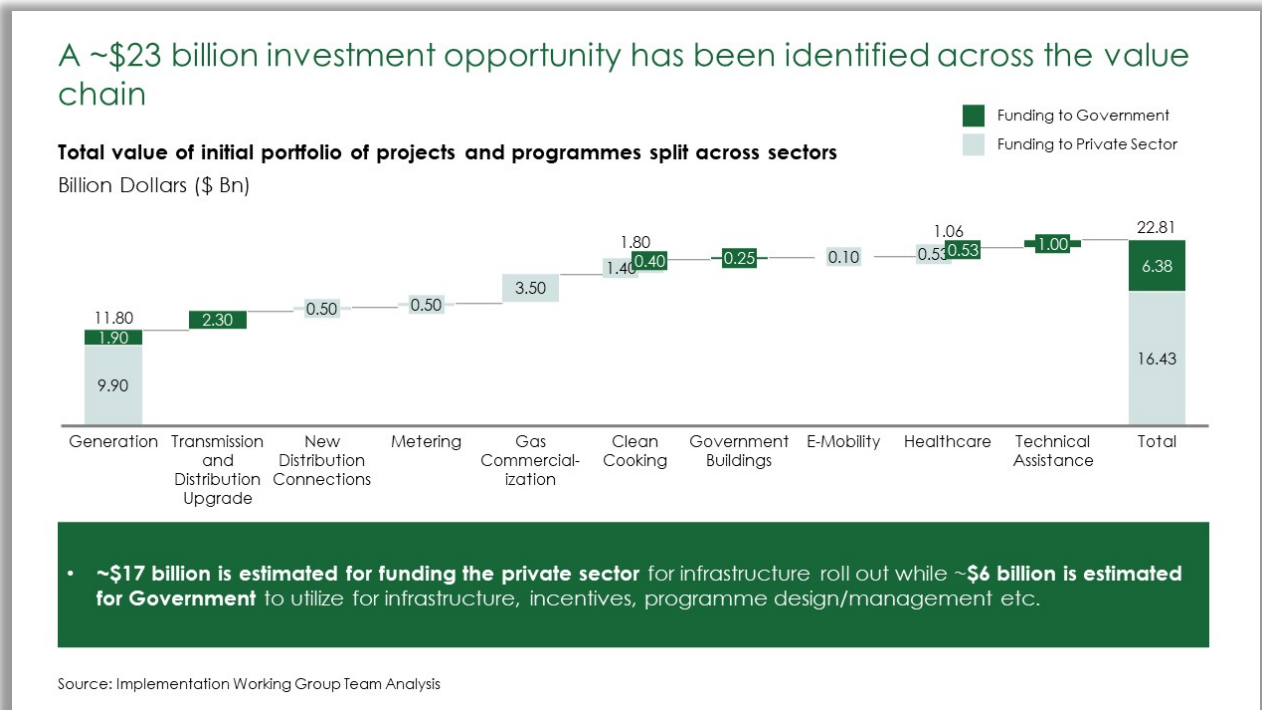 A ~$23 billion investment opportunity has been identified across the value
chain
Funding to Government
Funding to Private Sector
Total value of initial portfolio of projects and programmes split across sectors
Billion Dollars ($ Bn)
11.80
1.90
9.90
2.30
0.50
0.50
3.50
1.80
1.40
0.40
0.25
0.10
1.06
0.53
0.53
1.00
22.81
6.38
16.43
Generation
Transmission
and
Distribution
Upgrade
New
Distribution
Connections
Metering
Gas
Commercial-
ization
Clean
Cooking
Government
Buildings
E-Mobility
Healthcare
Technical
Assistance
Total
• ~$17 billion is estimated for funding the private sector for infrastructure roll out while ~$6 billion is estimated
for Government to utilize for infrastructure, incentives, programme design/management etc.
Source: Implementation Working Group Team Analysis